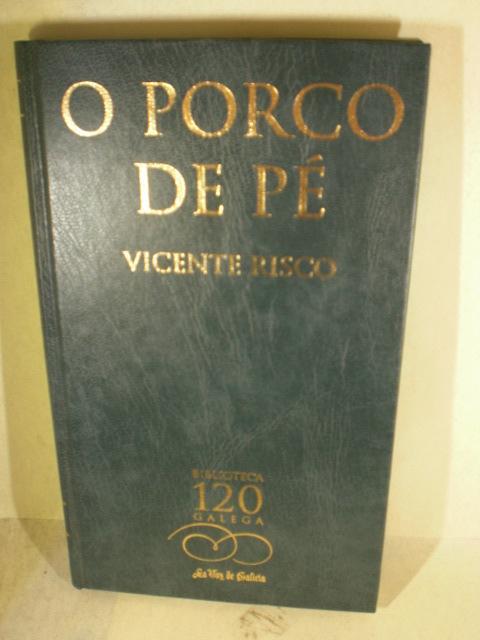 O PORCO
DE PÉ
VICENTE RISCO
BIBLIOTECA
120
GALEGA
La Voz de Galicia